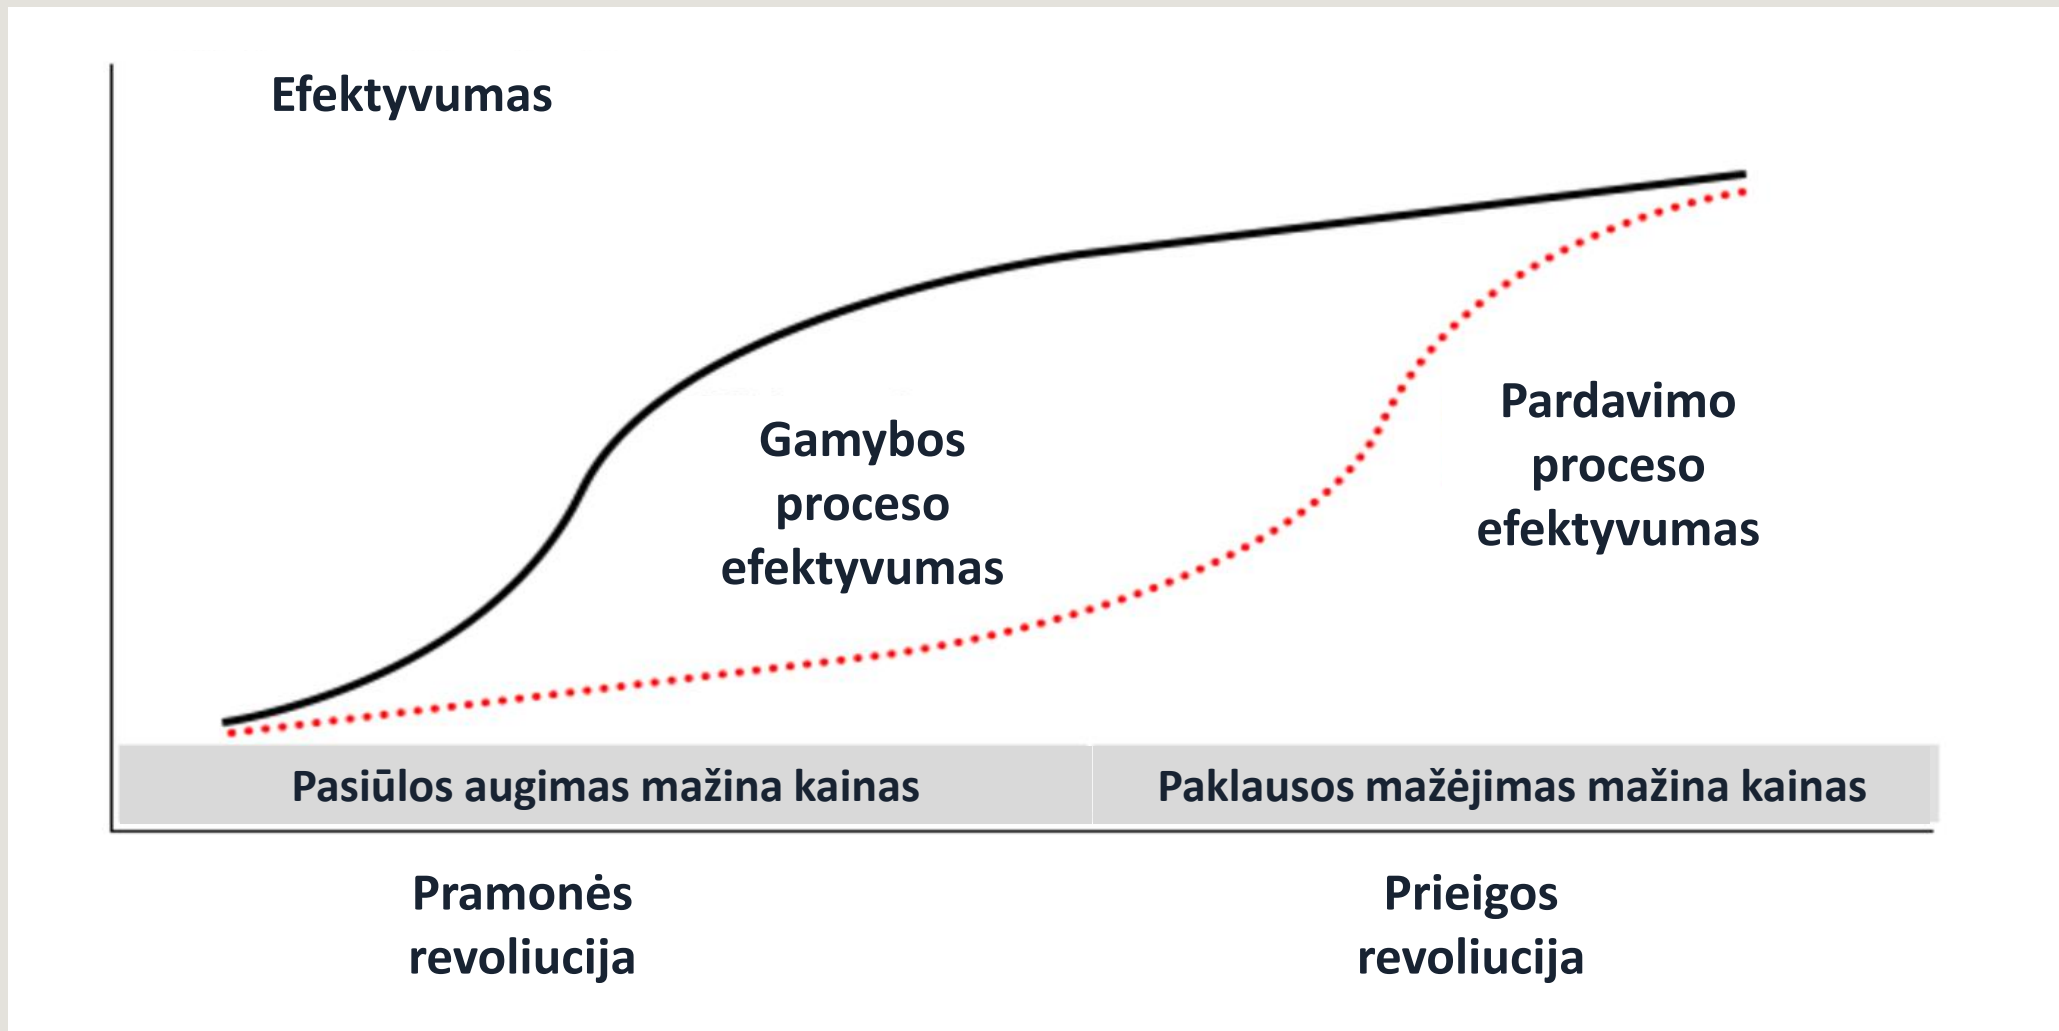 Efektyvumas
Gamybos
proceso
efektyvumas
Pardavimo
proceso
efektyvumas
Pasiūlos augimas mažina kainas
Paklausos mažėjimas mažina kainas
Pramonės
revoliucija
Prieigos
revoliucija